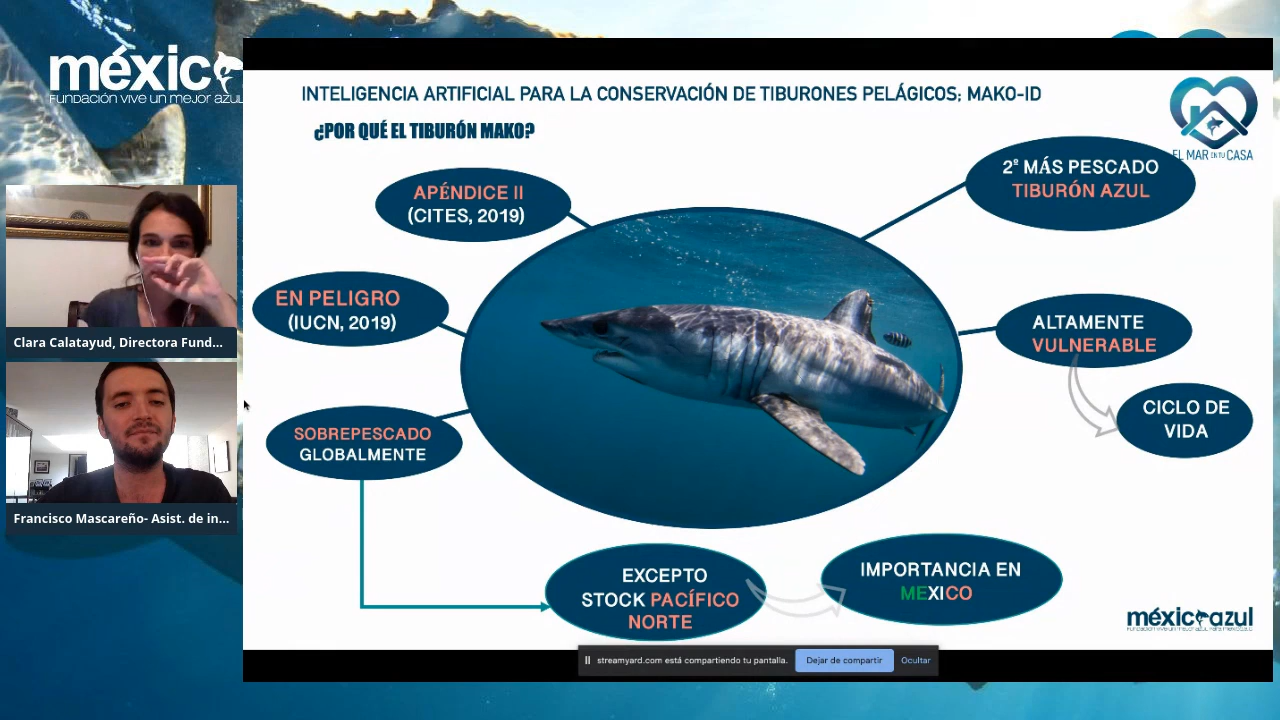 méxico
FUNDACIÓN VIVE UN MEJOR AZUL
INTELIGENCIA ARTIFICIAL PARA LA CONSERVACIÓN DE TIBURONES PELÁGICOS: MAKO-ID
¿POR QUÉ EL TIBURÓN MAKO?
EL MAR EN TU CASA
APÉNDICE II
(CITES, 2019)
2º MÁS PESCADO
TIBURÓN AZUL
EN PELIGRO
(IUCN, 2019)
ALTAMENTE
VULNERABLE
CICLO DE
VIDA
SOBREPESCADO
GLOBALMENTE
EXCEPTO
STOCK PACÍFICO
NORTE
IMPORTANCIA EN
MEXICO
méxico azul
Clara Calatayud, Directora Fund...
Francisco Mascareño- Asist. de in...
streamyard.com está compartiendo tu pantalla.
Dejar de compartir
Ocultar